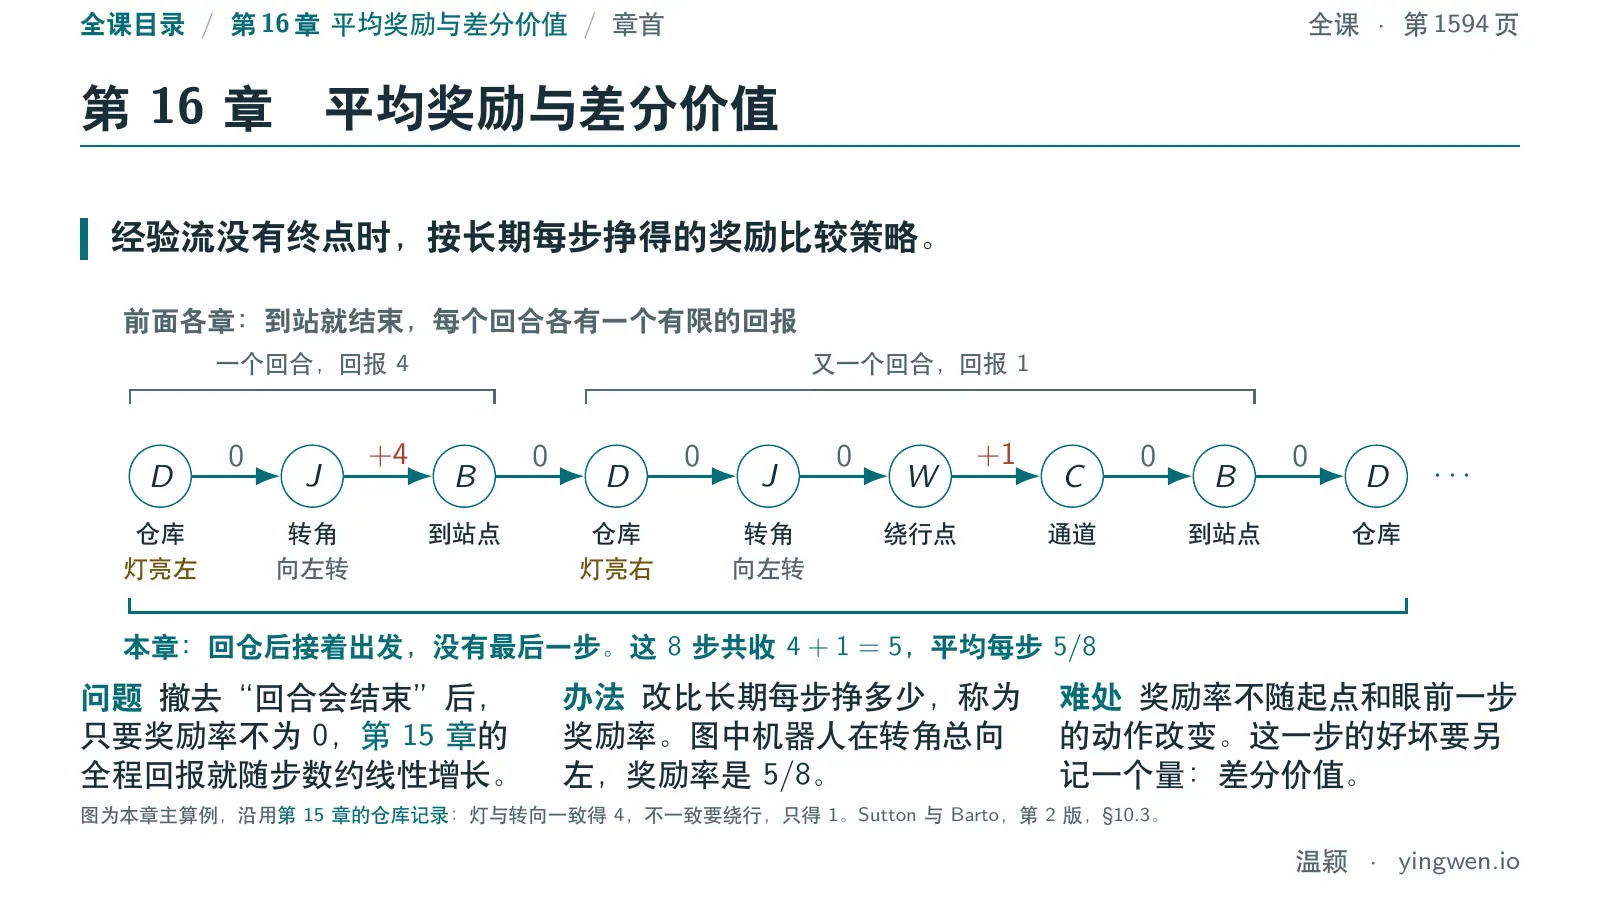 全课目录 / 第 16 章 平均奖励与差分价值 / 章首
全课 · 第 1594 页
第 16 章 平均奖励与差分价值
经验流没有终点时，按长期每步挣得的奖励比较策略。
前面各章：到站就结束，每个回合各有一个有限的回报
一个回合，回报 4
又一个回合，回报 1
0 +4 0 0 0 +1 0 0
D J B D J W C B D ···
仓库 转角 到站点 仓库 转角 绕行点 通道 到站点 仓库
灯亮左 向左转 灯亮右 向左转
本章：回仓后接着出发，没有最后一步。这 8 步共收 4 + 1 = 5，平均每步 5/8
问题 撤去 “回合会结束” 后，
只要奖励率不为 0，第 15 章的
全程回报就随步数约线性增长。
办法 改比长期每步挣多少，称为
奖励率。图中机器人在转角总向
左，奖励率是 5/8。
难处 奖励率不随起点和眼前一步
的动作改变。这一步的好坏要另
记一个量：差分价值。
图为本章主算例，沿用第 15 章的仓库记录：灯与转向一致得 4，不一致要绕行，只得 1。Sutton 与 Barto，第 2 版，§10.3。
温颖 · yingwen.io